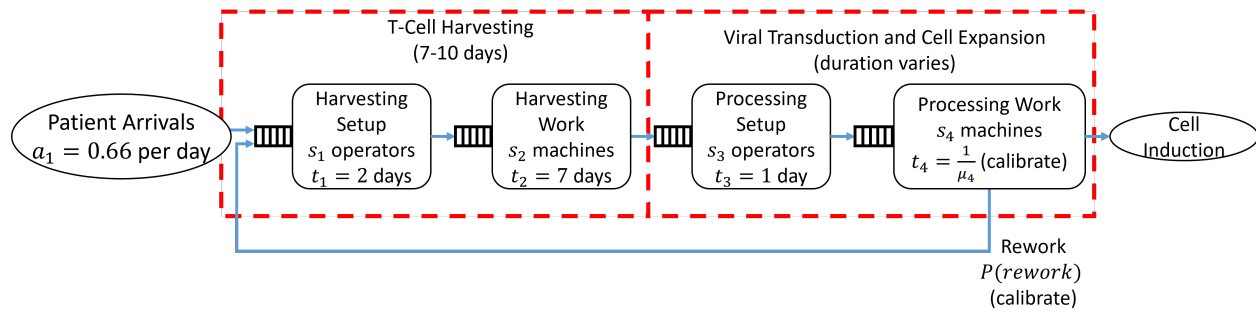 T-Cell Harvesting
(7-10 days)
Viral Transduction and Cell Expansion
(duration varies)
Patient Arrivals
a₁ = 0.66 per day
Harvesting
Setup
s₁ operators
t₁ = 2 days
Harvesting
Work
s₂ machines
t₂ = 7 days
Processing
Setup
s₃ operators
t₃ = 1 day
Processing Work
s₄ machines
t₄ = 1/μ₄ (calibrate)
Cell
Induction
Rework
P(rework)
(calibrate)